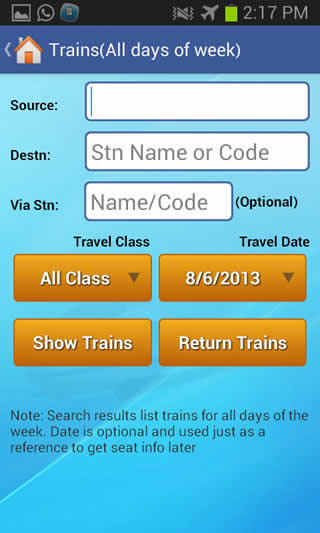 2:17 PM
Trains(All days of week)
Source:
Destn: Stn Name or Code
Via Stn: Name/Code (Optional)
Travel Class Travel Date
All Class 8/6/2013
Show Trains Return Trains
Note: Search results list trains for all days of the
week. Date is optional and used just as a
reference to get seat info later